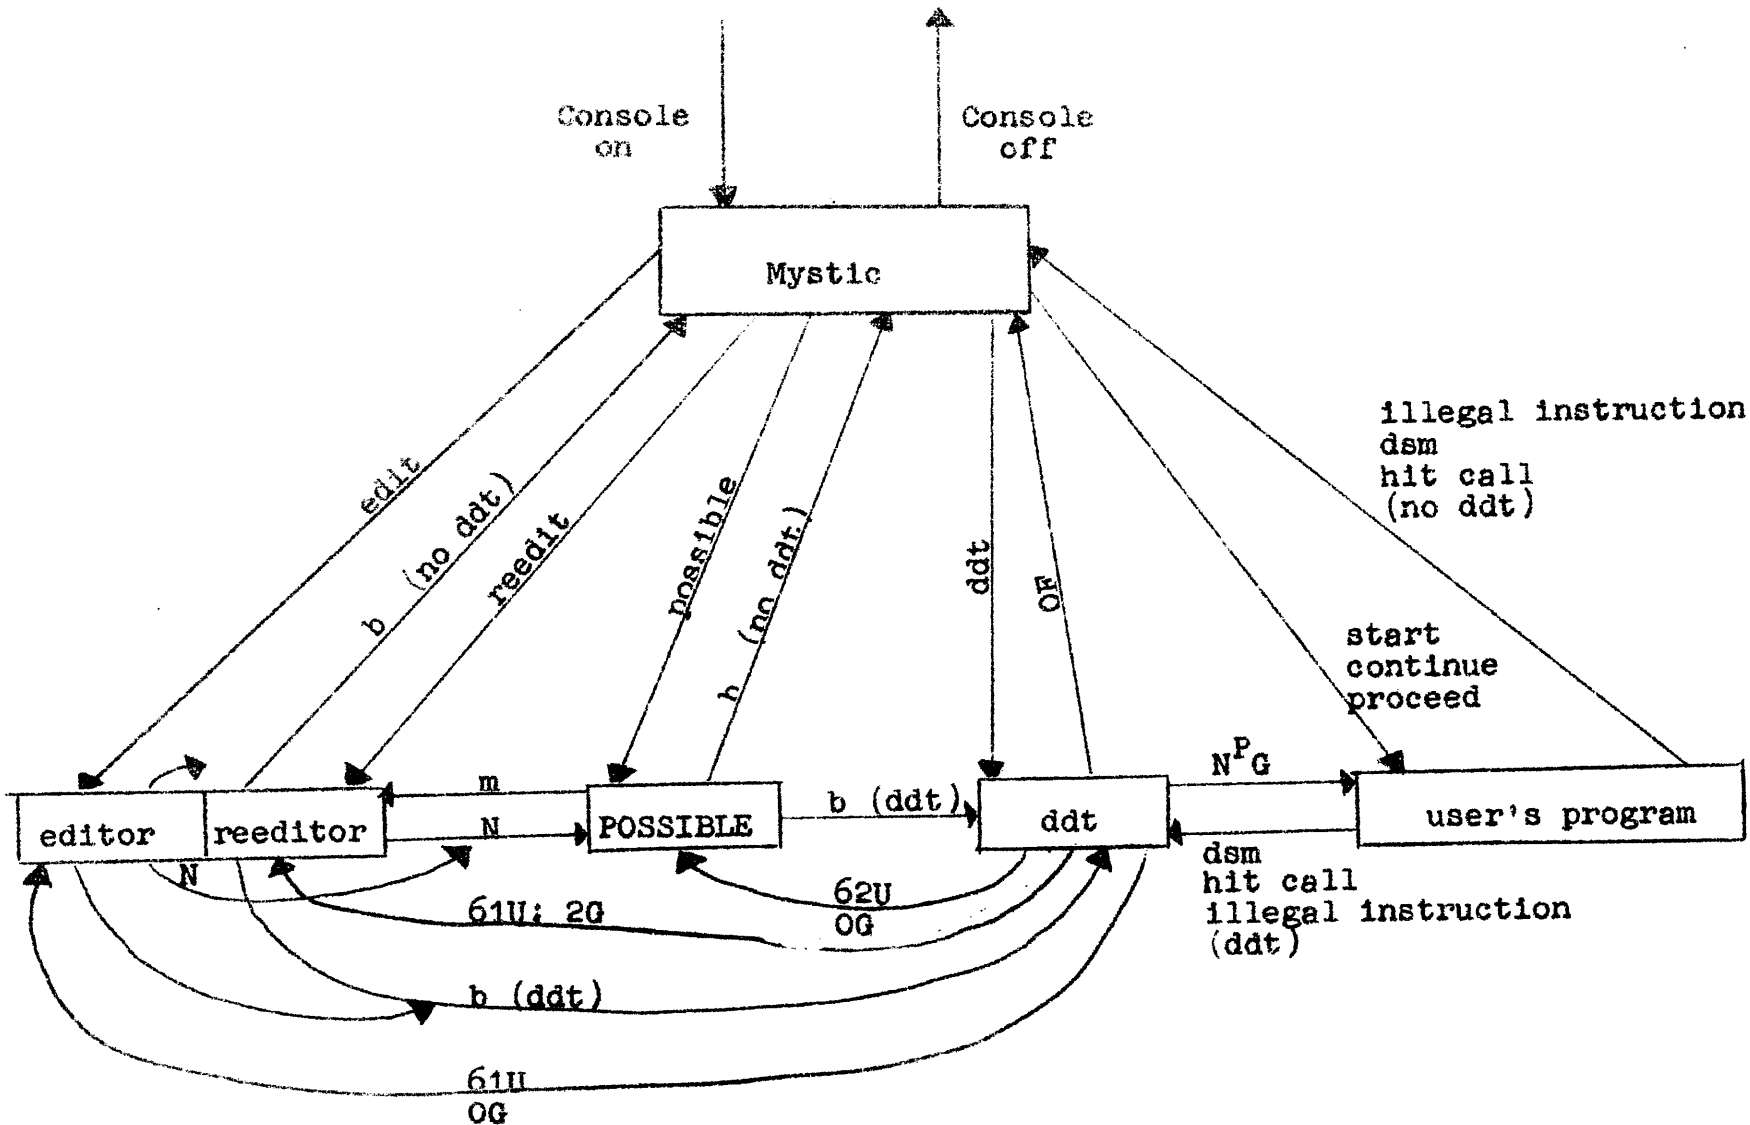 Console
on
Console
off
Mystic
illegal instruction
dsm
hit call
(no ddt)
edit
b (no ddt)
reedit
possible
b (no ddt)
ddt
start
continue
proceed
N^P G
m
b (ddt)
editor
reeditor
N
POSSIBLE
ddt
user's program
N
dsm
hit call
illegal instruction
(ddt)
62U
0G
61U; 2G
b (ddt)
61U
0G